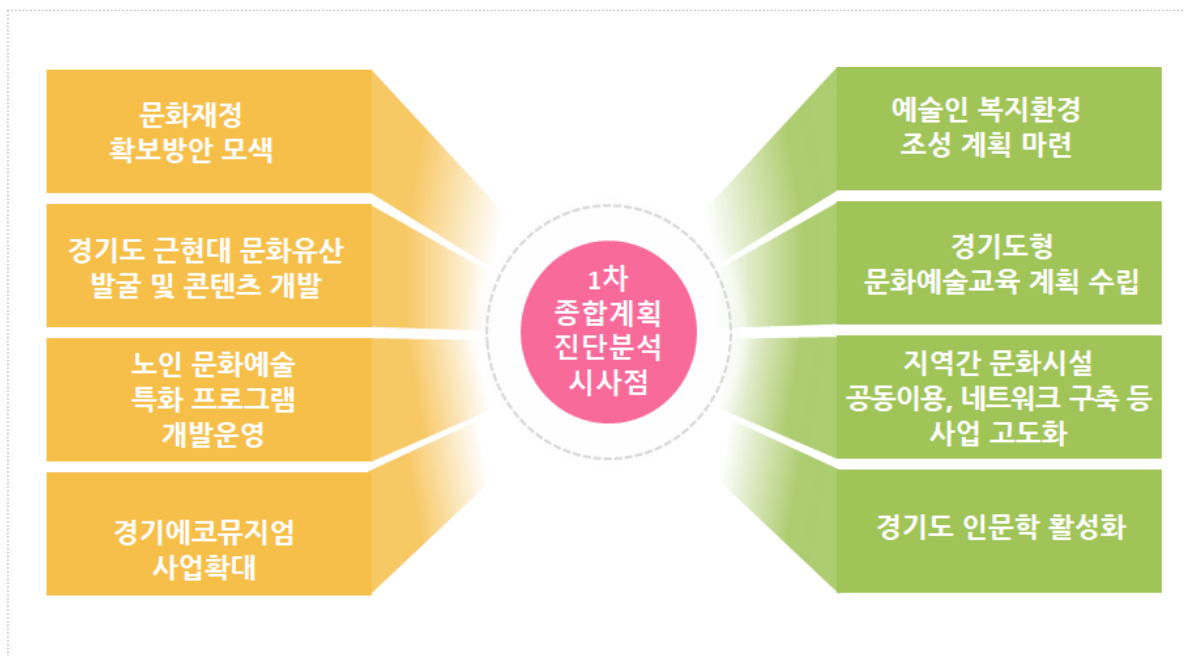 문화재정
확보방안 모색
경기도 근현대 문화유산
발굴 및 콘텐츠 개발
노인 문화예술
특화 프로그램
개발운영
경기에코뮤지엄
사업확대
1차
종합계획
진단분석
시사점
예술인 복지환경
조성 계획 마련
경기도형
문화예술교육 계획 수립
지역간 문화시설
공동이용, 네트워크 구축 등
사업 고도화
경기도 인문학 활성화